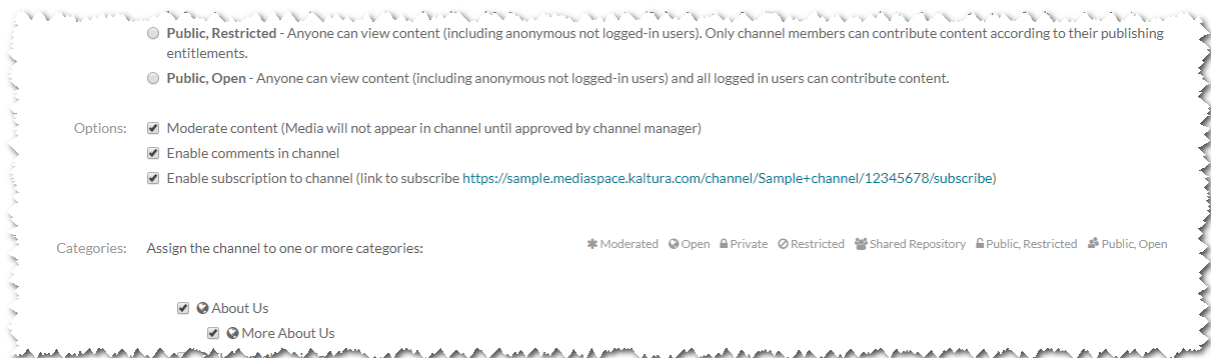 Public, Restricted - Anyone can view content (including anonymous not logged-in users). Only channel members can contribute content according to their publishing
entitlements.
Public, Open - Anyone can view content (including anonymous not logged-in users) and all logged in users can contribute content.
Options: Moderate content (Media will not appear in channel until approved by channel manager)
Enable comments in channel
Enable subscription to channel (link to subscribe https://sample.mediaspace.kaltura.com/channel/Sample+channel/12345678/subscribe)
Categories: Assign the channel to one or more categories: Moderated Open Private Restricted Shared Repository Public, Restricted Public, Open
About Us
More About Us